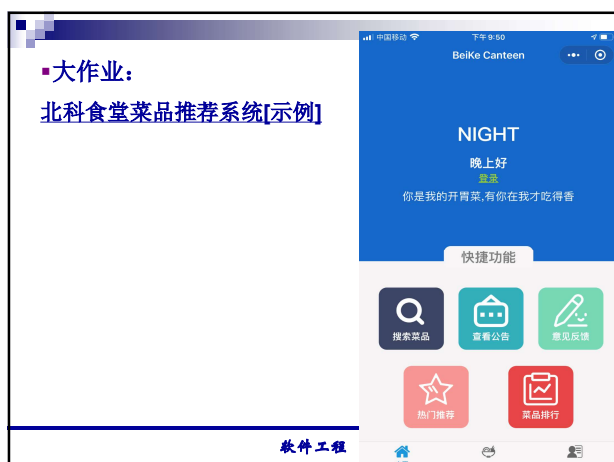 ▪大作业：
北科食堂菜品推荐系统[示例]
中国移动
下午9:50
BeiKe Canteen
NIGHT
晚上好
登录
你是我的开胃菜,有你在我才吃得香
快捷功能
搜索菜品
查看公告
意见反馈
热门推荐
菜品排行
软件工程